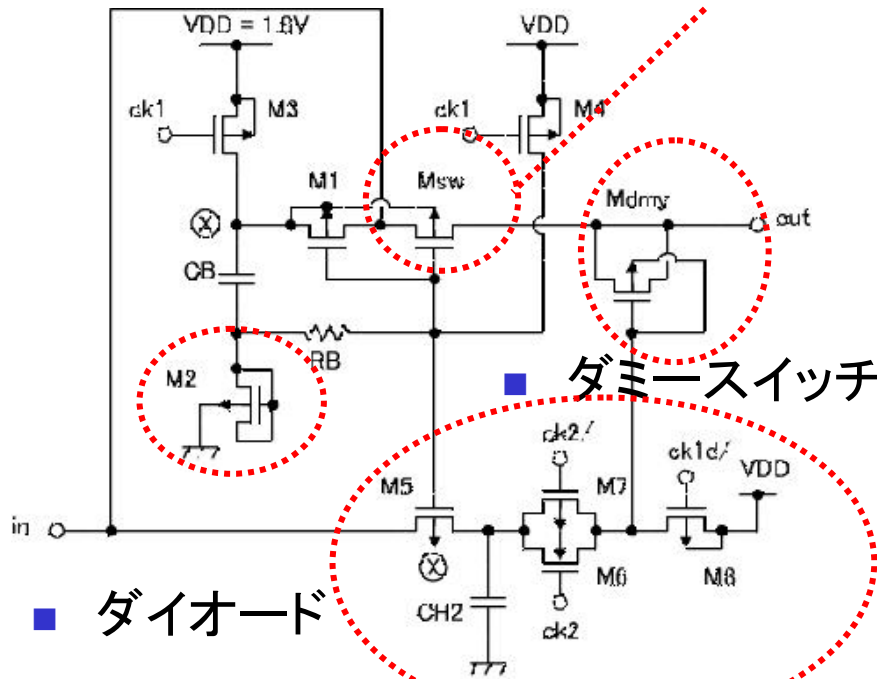 VDD = 1.8V
VDD
ck1
M3
ck1
M4
M1
Msw
Mdmy
X
out
CB
RB
M2
ダミースイッチ
ck2/
ck1d/
VDD
M5
M7
in
X
M6
M8
ダイオード
CH2
ck2